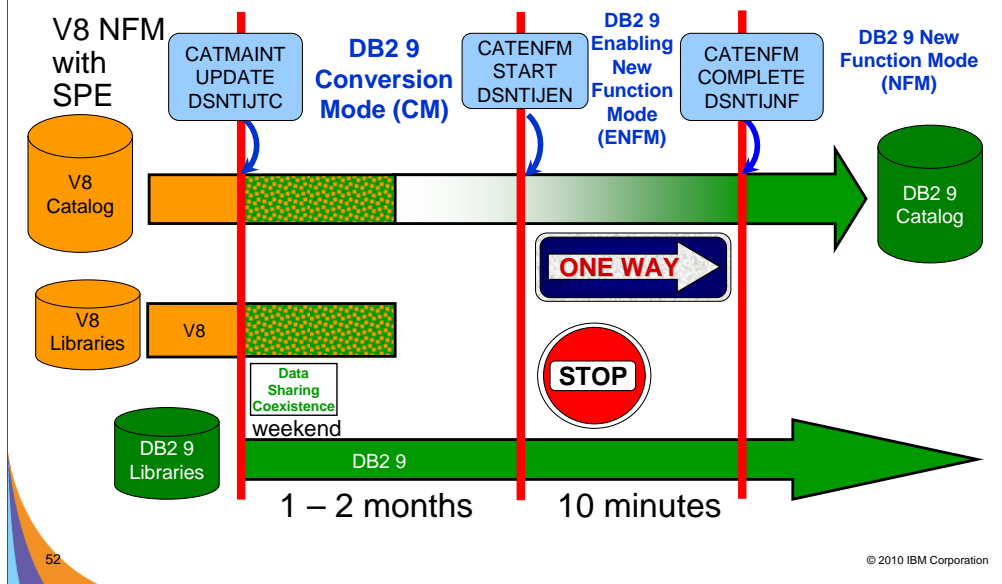 V8 NFM
with
SPE
CATMAINT
UPDATE
DSNTIJTC
DB2 9
Conversion
Mode (CM)
CATENFM
START
DSNTIJEN
DB2 9
Enabling
New
Function
Mode
(ENFM)
CATENFM
COMPLETE
DSNTIJNF
DB2 9 New
Function Mode
(NFM)
V8
Catalog
DB2 9
Catalog
ONE WAY
V8
Libraries
V8
STOP
Data
Sharing
Coexistence
weekend
DB2 9
Libraries
DB2 9
1 – 2 months
10 minutes
52
© 2010 IBM Corporation